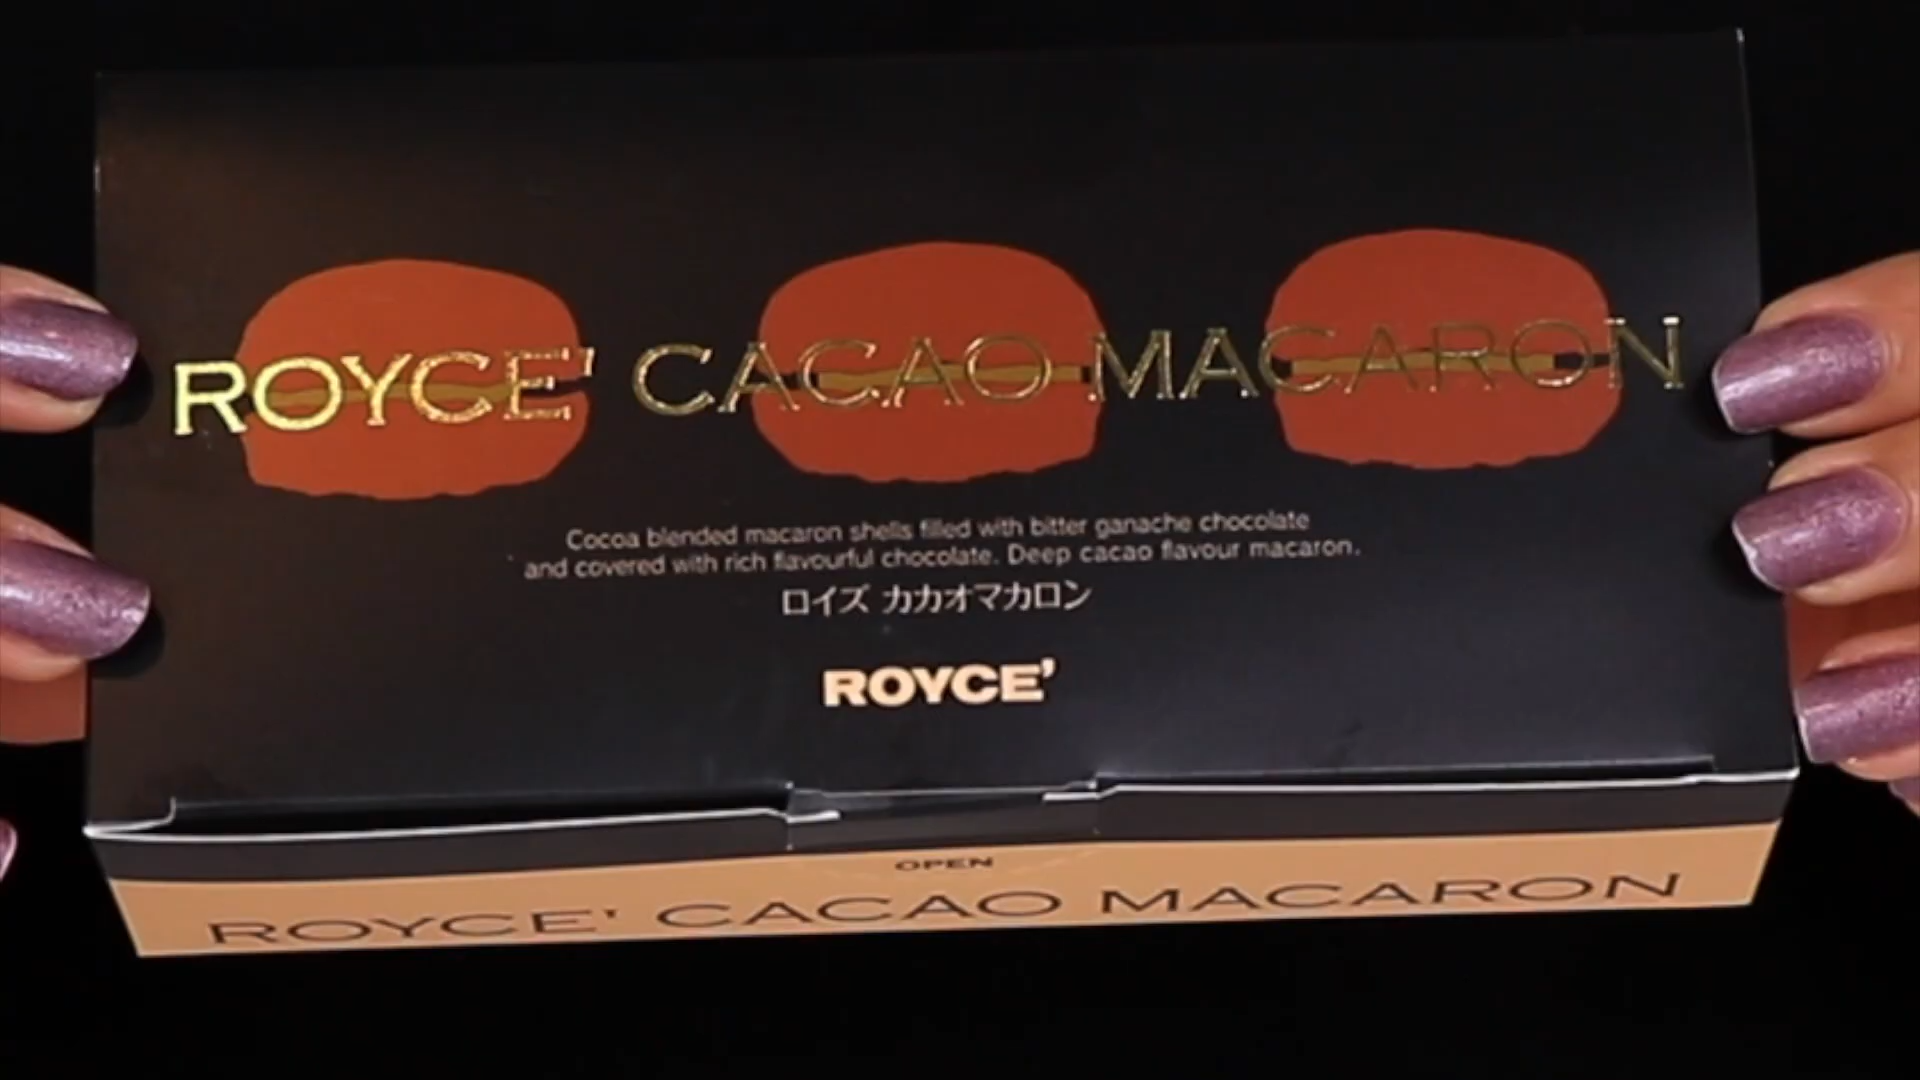 ROYCE' CACAO MACARON
Cocoa blended macaron shells filled with bitter ganache chocolate
and covered with rich flavourful chocolate. Deep cacao flavour macaron.
ロイズ カカオマカロン
ROYCE'
OPEN
ROYCE' CACAO MACARON